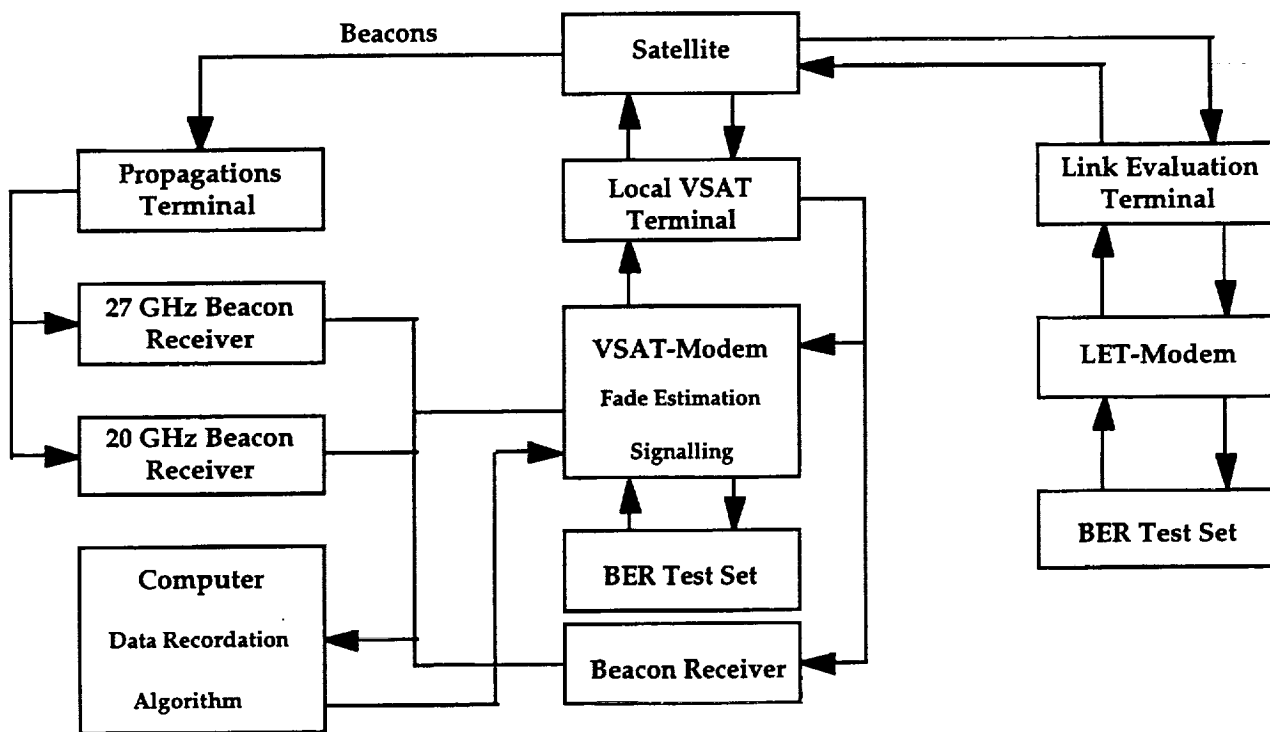 Beacons
Satellite
Propagations
Terminal
Local VSAT
Terminal
Link Evaluation
Terminal
27 GHz Beacon
Receiver
VSAT-Modem
Fade Estimation
Signalling
LET-Modem
20 GHz Beacon
Receiver
BER Test Set
BER Test Set
Computer
Data Recordation
Algorithm
Beacon Receiver